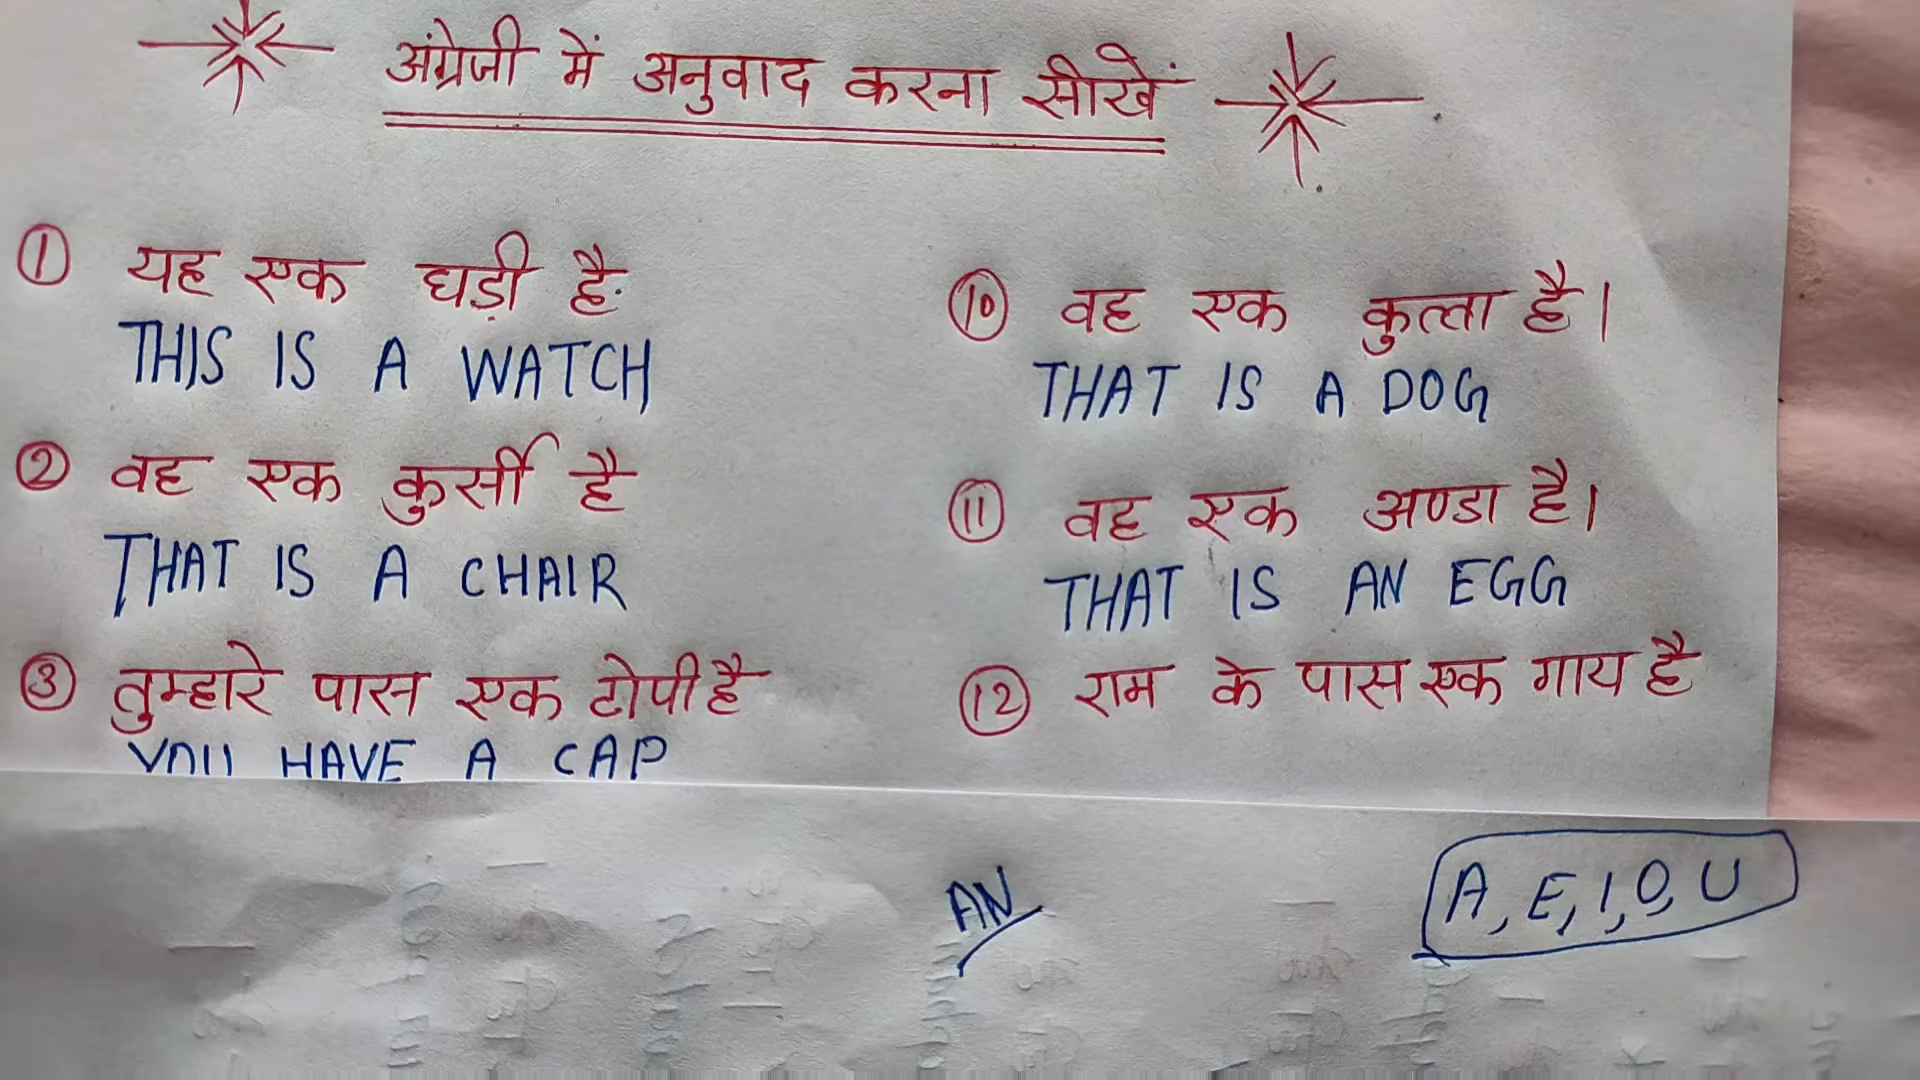 अंग्रेजी में अनुवाद करना सीखें
① यह एक घड़ी है.
THIS IS A WATCH
② वह एक कुर्सी है
THAT IS A CHAIR
③ तुम्हारे पास एक टोपी है
YOU HAVE A CAP
⑩ वह एक कुत्ता है।
THAT IS A DOG
⑪ वह एक अण्डा है।
THAT IS AN EGG
⑫ राम के पास एक गाय है
AN
A, E, I, O, U